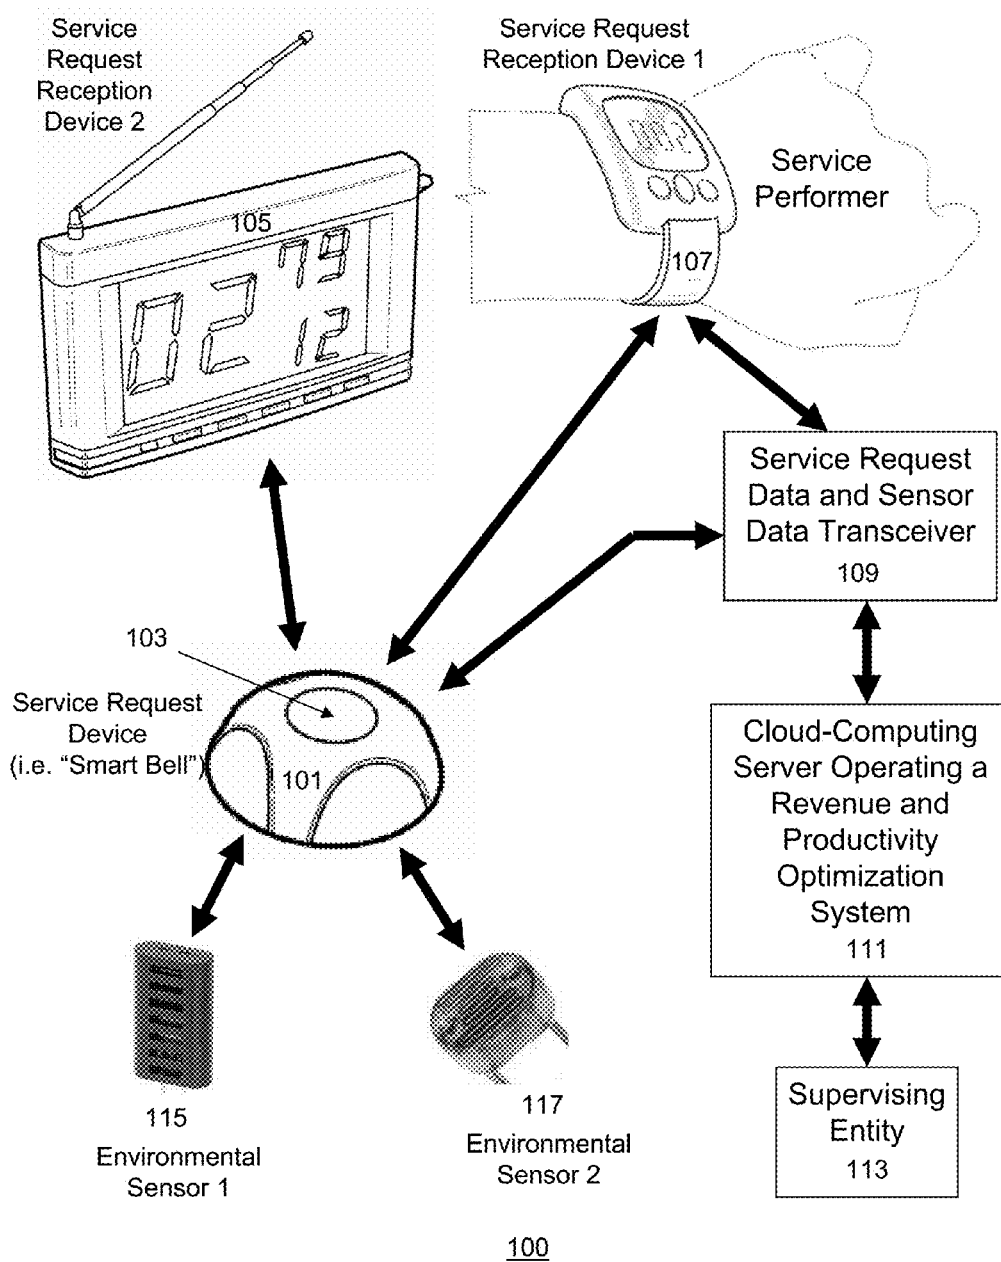 Service
Request
Reception
Device 2
Service Request
Reception Device 1
Service
Performer
105
02
79
12
107
Service Request
Data and Sensor
Data Transceiver
109
103
Service Request
Device
(i.e. “Smart Bell”)
101
Cloud-Computing
Server Operating a
Revenue and
Productivity
Optimization
System
111
115
Environmental
Sensor 1
117
Environmental
Sensor 2
Supervising
Entity
113
100